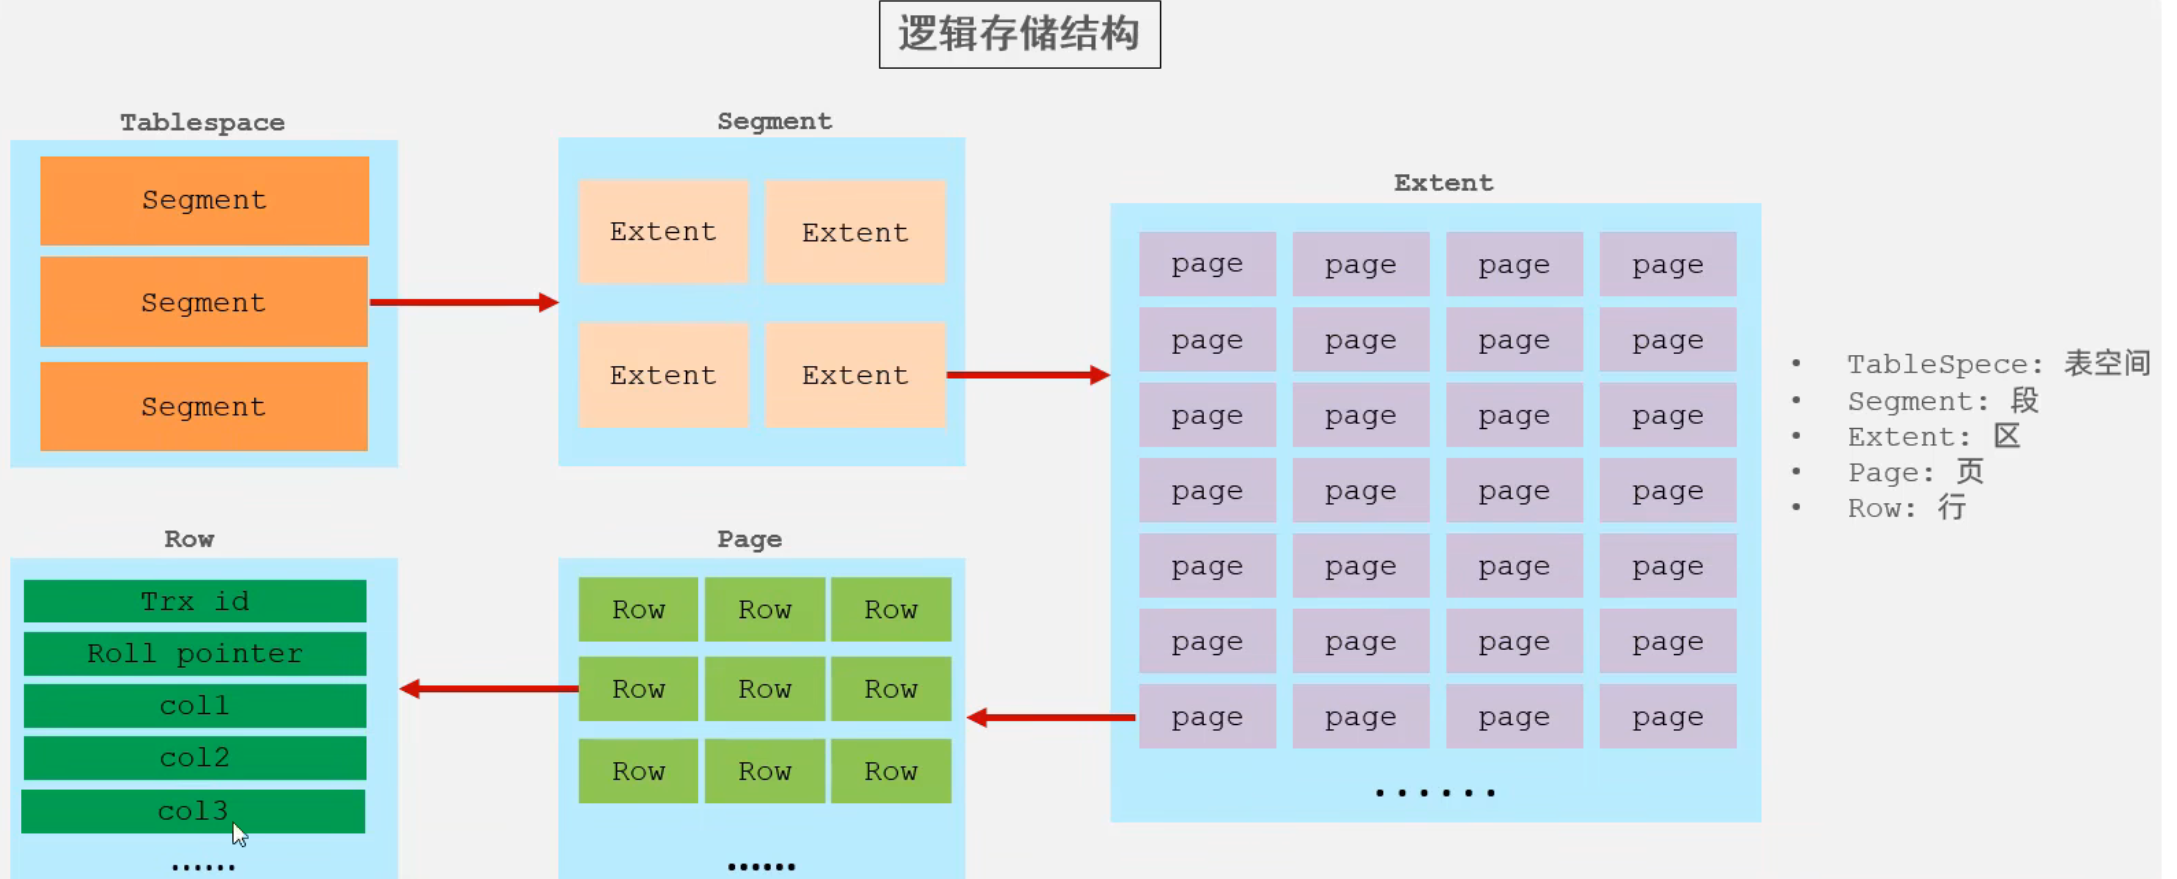 逻辑存储结构
Tablespace
Segment
Segment
Segment
Segment
Extent Extent
Extent Extent
Extent
page page page page
page page page page
page page page page
page page page page
page page page page
page page page page
page page page page
......
• TableSpece: 表空间
• Segment: 段
• Extent: 区
• Page: 页
• Row: 行
Row
Trx id
Roll pointer
col1
col2
col3
......
Page
Row Row Row
Row Row Row
Row Row Row
......